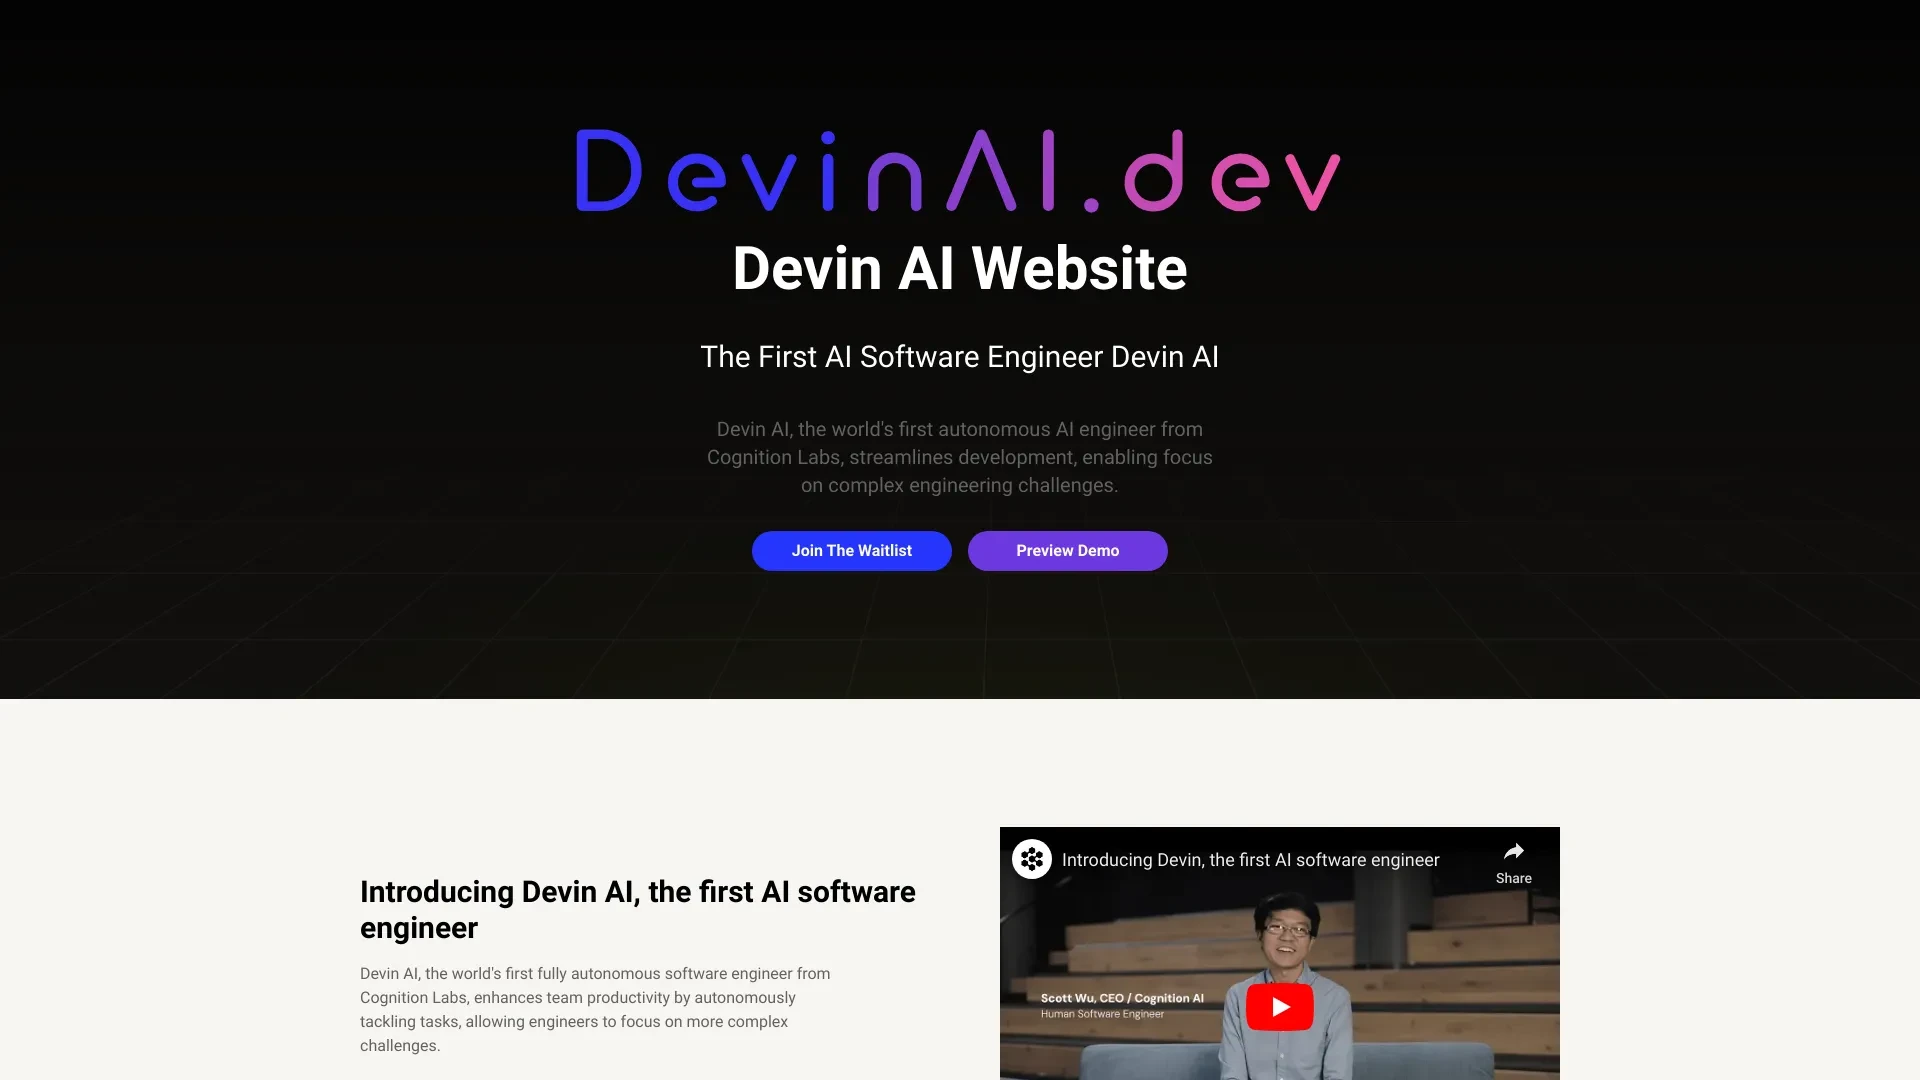 DevinAI.dev
Devin AI Website
The First AI Software Engineer Devin AI
Devin AI, the world's first autonomous AI engineer from
Cognition Labs, streamlines development, enabling focus
on complex engineering challenges.
Join The Waitlist
Preview Demo
Introducing Devin AI, the first AI software
engineer
Devin AI, the world's first fully autonomous software engineer from
Cognition Labs, enhances team productivity by autonomously
tackling tasks, allowing engineers to focus on more complex
challenges.
Introducing Devin, the first AI software engineer
Share
Scott Wu, CEO / Cognition AI
Human Software Engineer